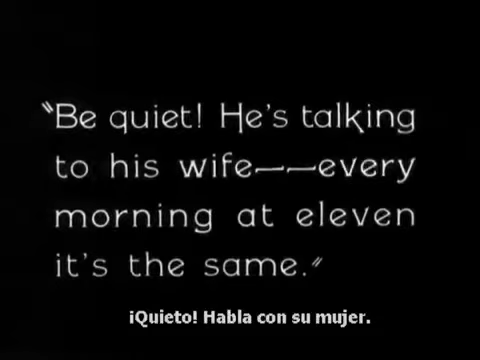 "Be quiet! He's talking
to his wife——every
morning at eleven
it's the same."
¡Quieto! Habla con su mujer.